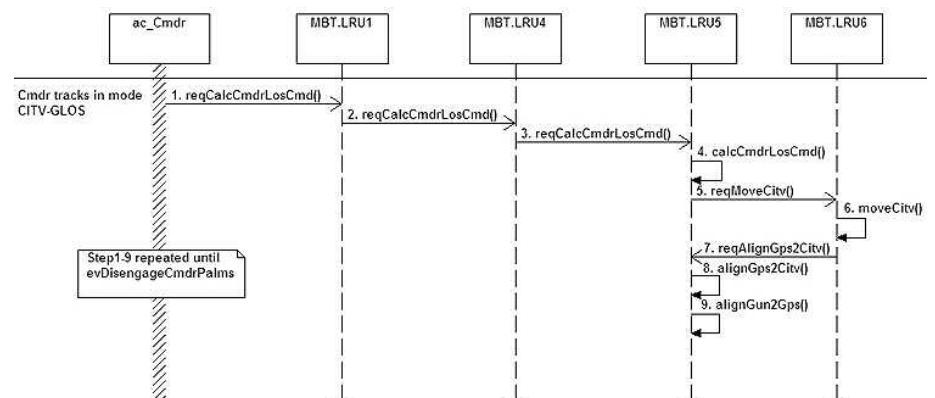 ac_Cmdr
MBT.LRU1
MBT.LRU4
MBT.LRU5
MBT.LRU6
Cmdr tracks in mode
CITV-GLOS
1. reqCalcCmdrLosCmd()
2. reqCalcCmdrLosCmd()
3. reqCalcCmdrLosCmd()
4. calcCmdrLosCmd()
5. reqMoveCitv()
6. moveCitv()
7. reqAlignGps2Citv()
8. alignGps2Citv()
9. alignGun2Gps()
Step1-9 repeated until
evDisengageCmdrPalms